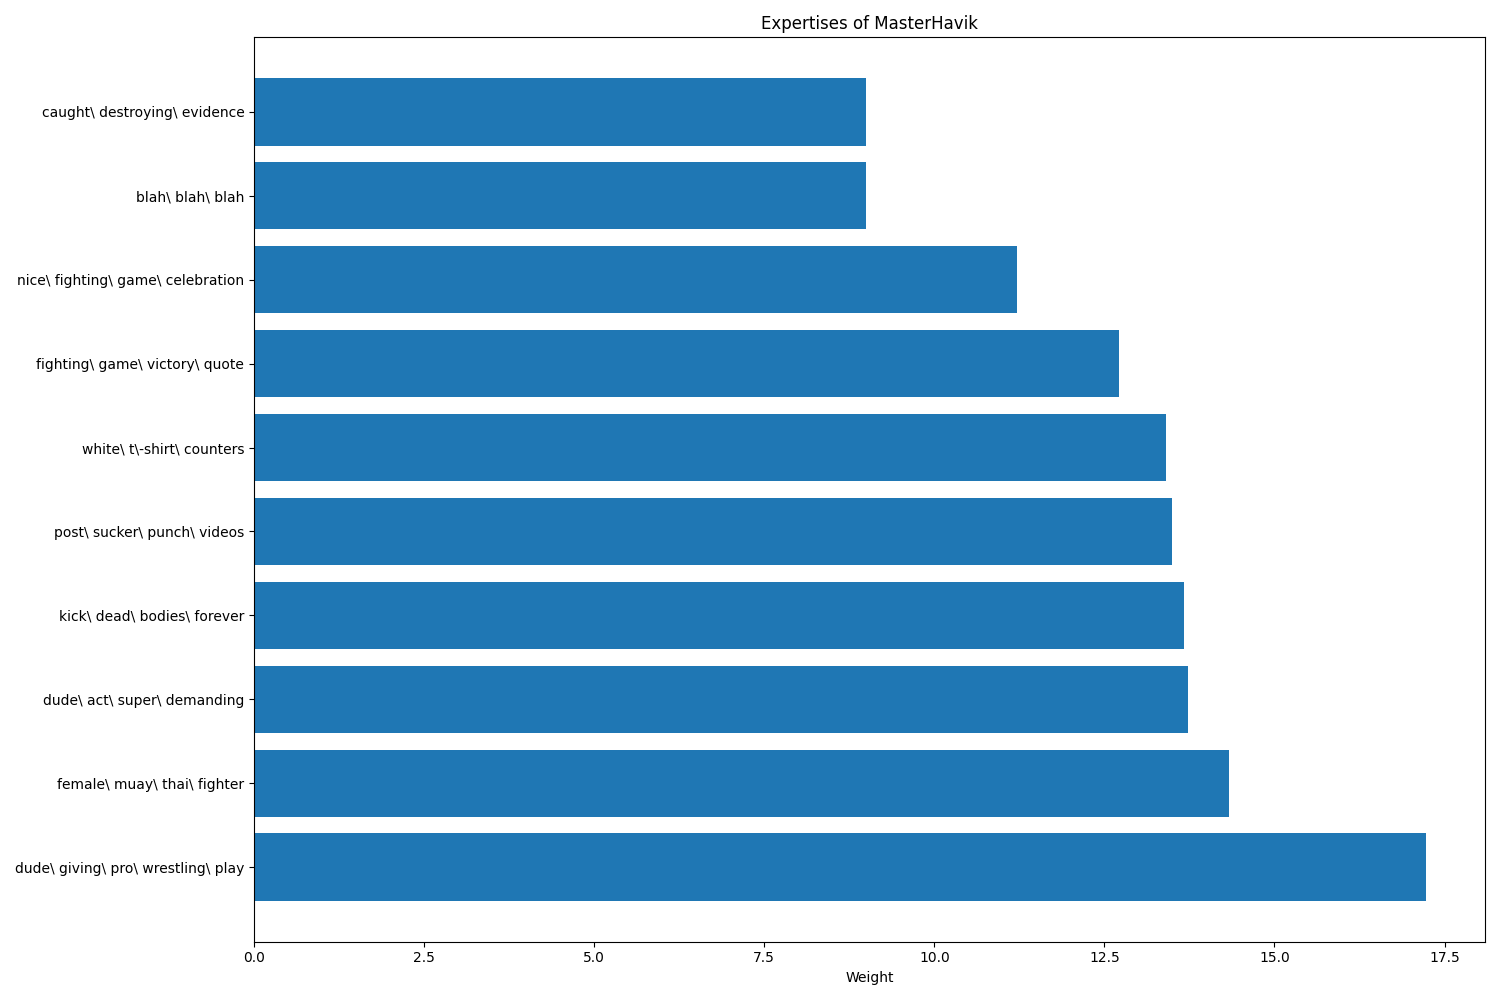 Expertises of MasterHavik
caught\ destroying\ evidence
blah\ blah\ blah
nice\ fighting\ game\ celebration
fighting\ game\ victory\ quote
white\ t\-shirt\ counters
post\ sucker\ punch\ videos
kick\ dead\ bodies\ forever
dude\ act\ super\ demanding
female\ muay\ thai\ fighter
dude\ giving\ pro\ wrestling\ play
0.0 2.5 5.0 7.5 10.0 12.5 15.0 17.5
Weight